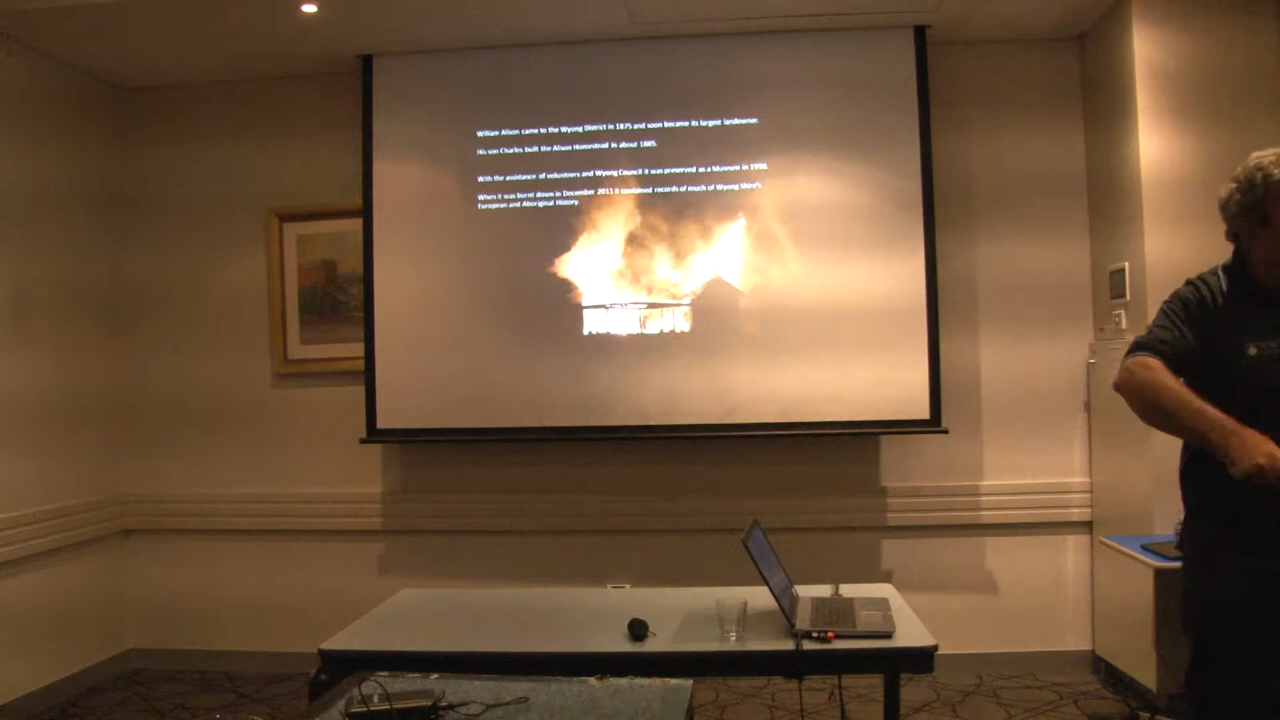 William Alison came to the Wyong District in 1875 and soon became its largest landowner.
His son Charles built the Alison Homestead in about 1885.
With the assistance of volunteers and Wyong Council it was preserved as a Museum in 1998.
When it was burnt down in December 2011 it contained records of much of Wyong Shire's
European and Aboriginal History.